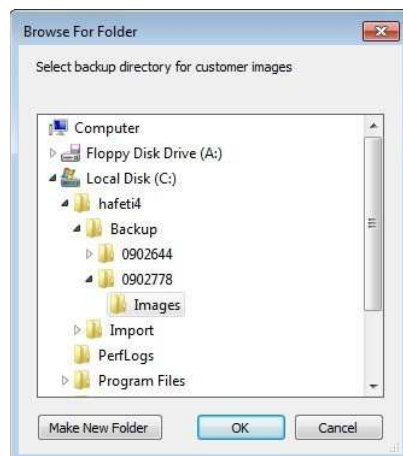 Browse For Folder
Select backup directory for customer images
Computer
Floppy Disk Drive (A:)
Local Disk (C:)
hafeti4
Backup
0902644
0902778
Images
Import
PerfLogs
Program Files
Make New Folder OK Cancel